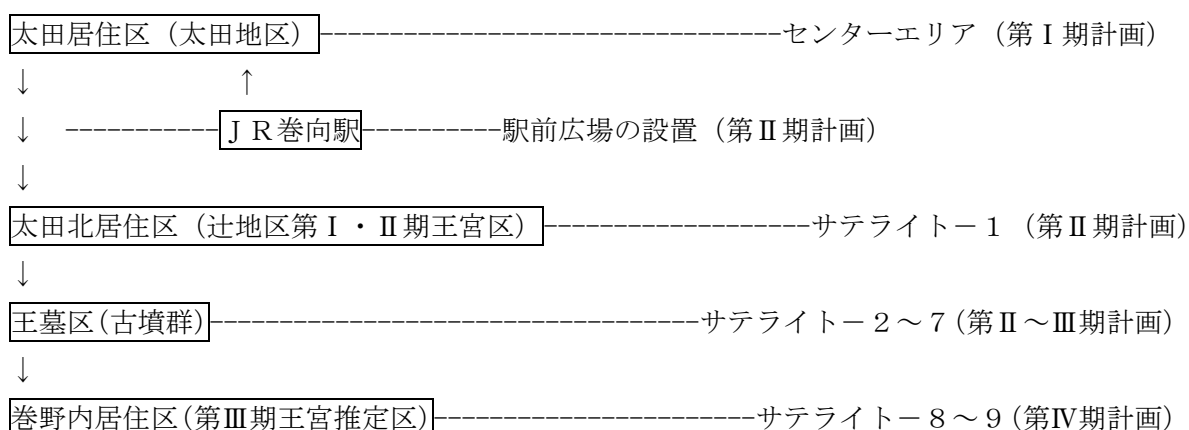 太田居住区（太田地区）---------------------------------センターエリア（第Ⅰ期計画）
↓ ↑
↓ -----------ＪＲ巻向駅----------駅前広場の設置（第Ⅱ期計画）
↓
太田北居住区（辻地区第Ⅰ・Ⅱ期王宮区）-------------------サテライト－１（第Ⅱ期計画）
↓
王墓区(古墳群)-----------------------------------サテライト－２～７(第Ⅱ～Ⅲ期計画）
↓
巻野内居住区(第Ⅲ期王宮推定区)-----------------------サテライト－８～９(第Ⅳ期計画）